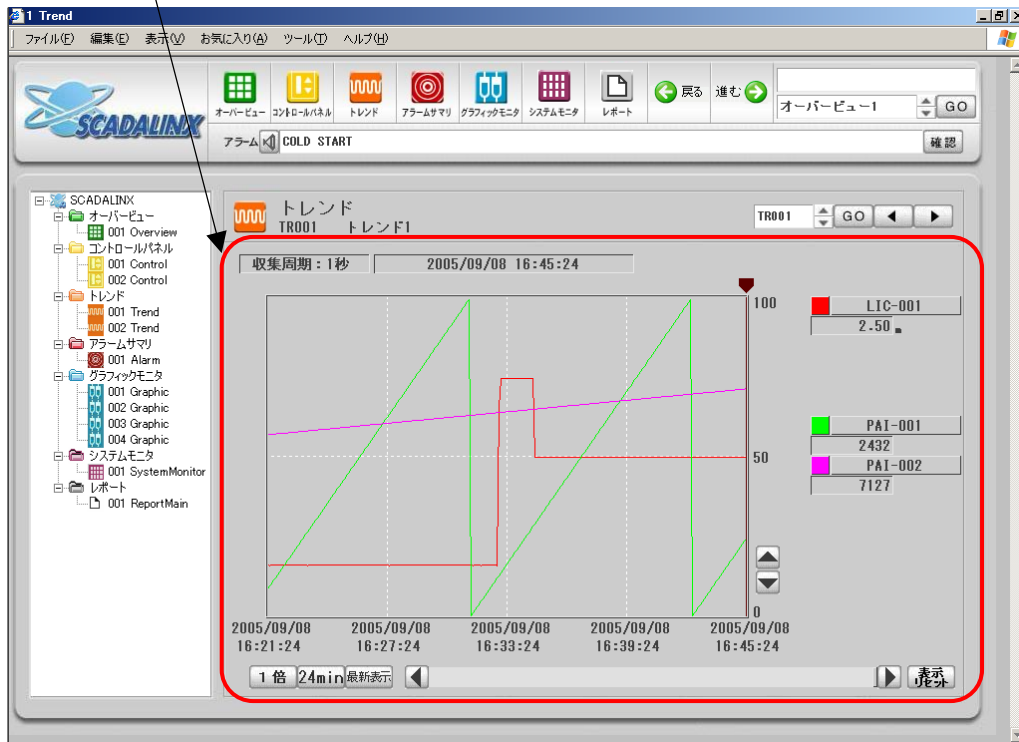 1 Trend
ファイル(F) 編集(E) 表示(V) お気に入り(A) ツール(T) ヘルプ(H)
SCADALINX
オーバービュー コントロールパネル トレンド アラームサマリ グラフィックモニタ システムモニタ レポート
戻る 進む
オーバービュー1 GO
アラーム COLD START 確認
SCADALINX
オーバービュー
001 Overview
コントロールパネル
001 Control
002 Control
トレンド
001 Trend
002 Trend
アラームサマリ
001 Alarm
グラフィックモニタ
001 Graphic
002 Graphic
003 Graphic
004 Graphic
システムモニタ
001 SystemMonitor
レポート
001 ReportMain
トレンド
TR001 トレンド1
TR001 GO
収集周期：1秒 2005/09/08 16:45:24
100
50
0
LIC-001
2.50 m
PAI-001
2432
PAI-002
7127
2005/09/08 2005/09/08 2005/09/08 2005/09/08 2005/09/08
16:21:24 16:27:24 16:33:24 16:39:24 16:45:24
1倍 24min 最新表示
表示
リセット